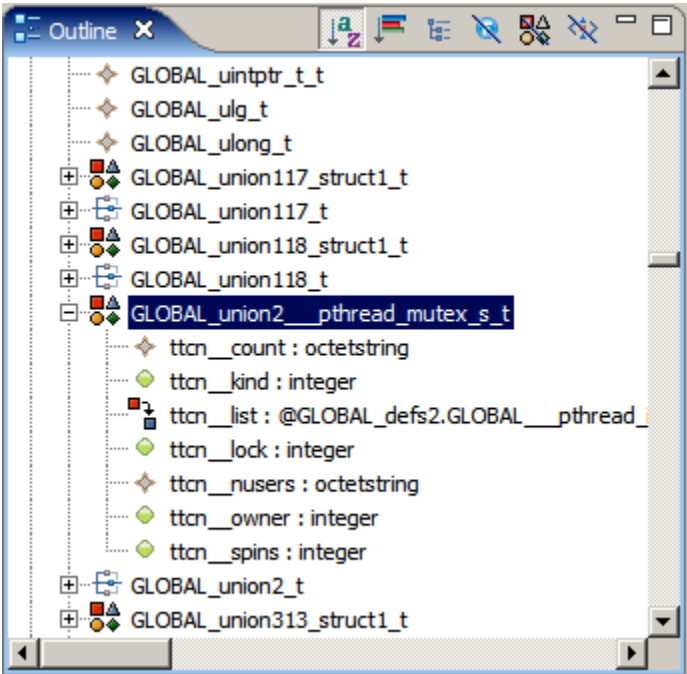 Outline
GLOBAL_uintptr_t_t
GLOBAL_ulg_t
GLOBAL_ulong_t
GLOBAL_union117_struct1_t
GLOBAL_union117_t
GLOBAL_union118_struct1_t
GLOBAL_union118_t
GLOBAL_union2___pthread_mutex_s_t
ttcn__count : octetstring
ttcn__kind : integer
ttcn__list : @GLOBAL_defs2.GLOBAL___pthread_
ttcn__lock : integer
ttcn__nusers : octetstring
ttcn__owner : integer
ttcn__spins : integer
GLOBAL_union2_t
GLOBAL_union313_struct1_t